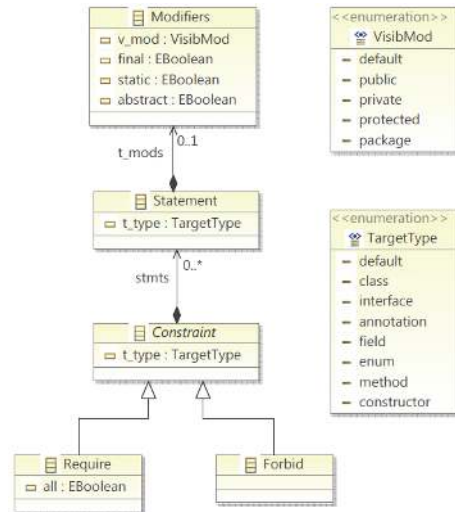 Modifiers
v_mod : VisibMod
final : EBoolean
static : EBoolean
abstract : EBoolean
0..1
t_mods
Statement
t_type : TargetType
0..*
stmts
Constraint
t_type : TargetType
Require
all : EBoolean
Forbid
<<enumeration>>
VisibMod
default
public
private
protected
package
<<enumeration>>
TargetType
default
class
interface
annotation
field
enum
method
constructor